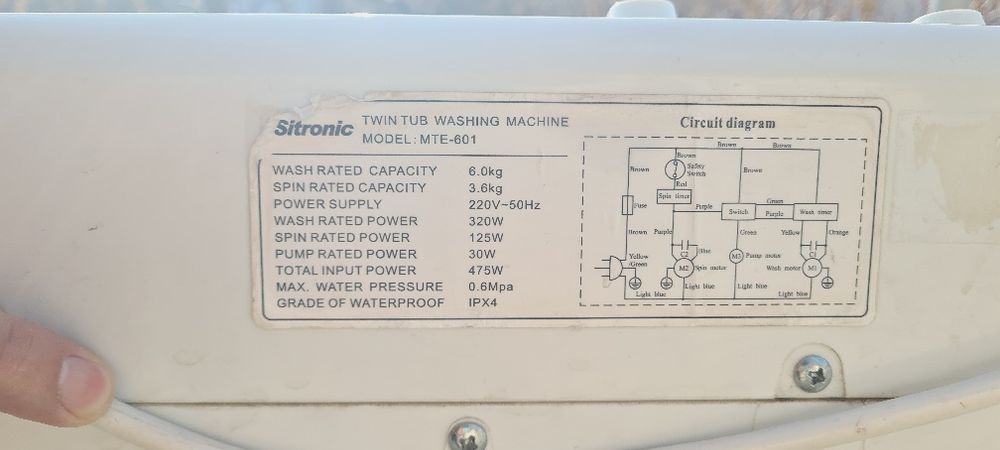 Sitronic
TWIN TUB WASHING MACHINE
MODEL: MTE-601
WASH RATED CAPACITY 6.0kg
SPIN RATED CAPACITY 3.6kg
POWER SUPPLY 220V~50Hz
WASH RATED POWER 320W
SPIN RATED POWER 125W
PUMP RATED POWER 30W
TOTAL INPUT POWER 475W
MAX. WATER PRESSURE 0.6Mpa
GRADE OF WATERPROOF IPX4
Circuit diagram
Brown Brown
Brown
Brown Safety Brown
Switch
Red
Spin timer
Fuse Purple Switch Green Wash timer
Purple
Brown Purple Green Yellow Orange
Blue
Yellow C2 C1
/Green
M2 Spin motor M3 Pump motor Wash motor M1
Light blue Light blue Light blue Light blue